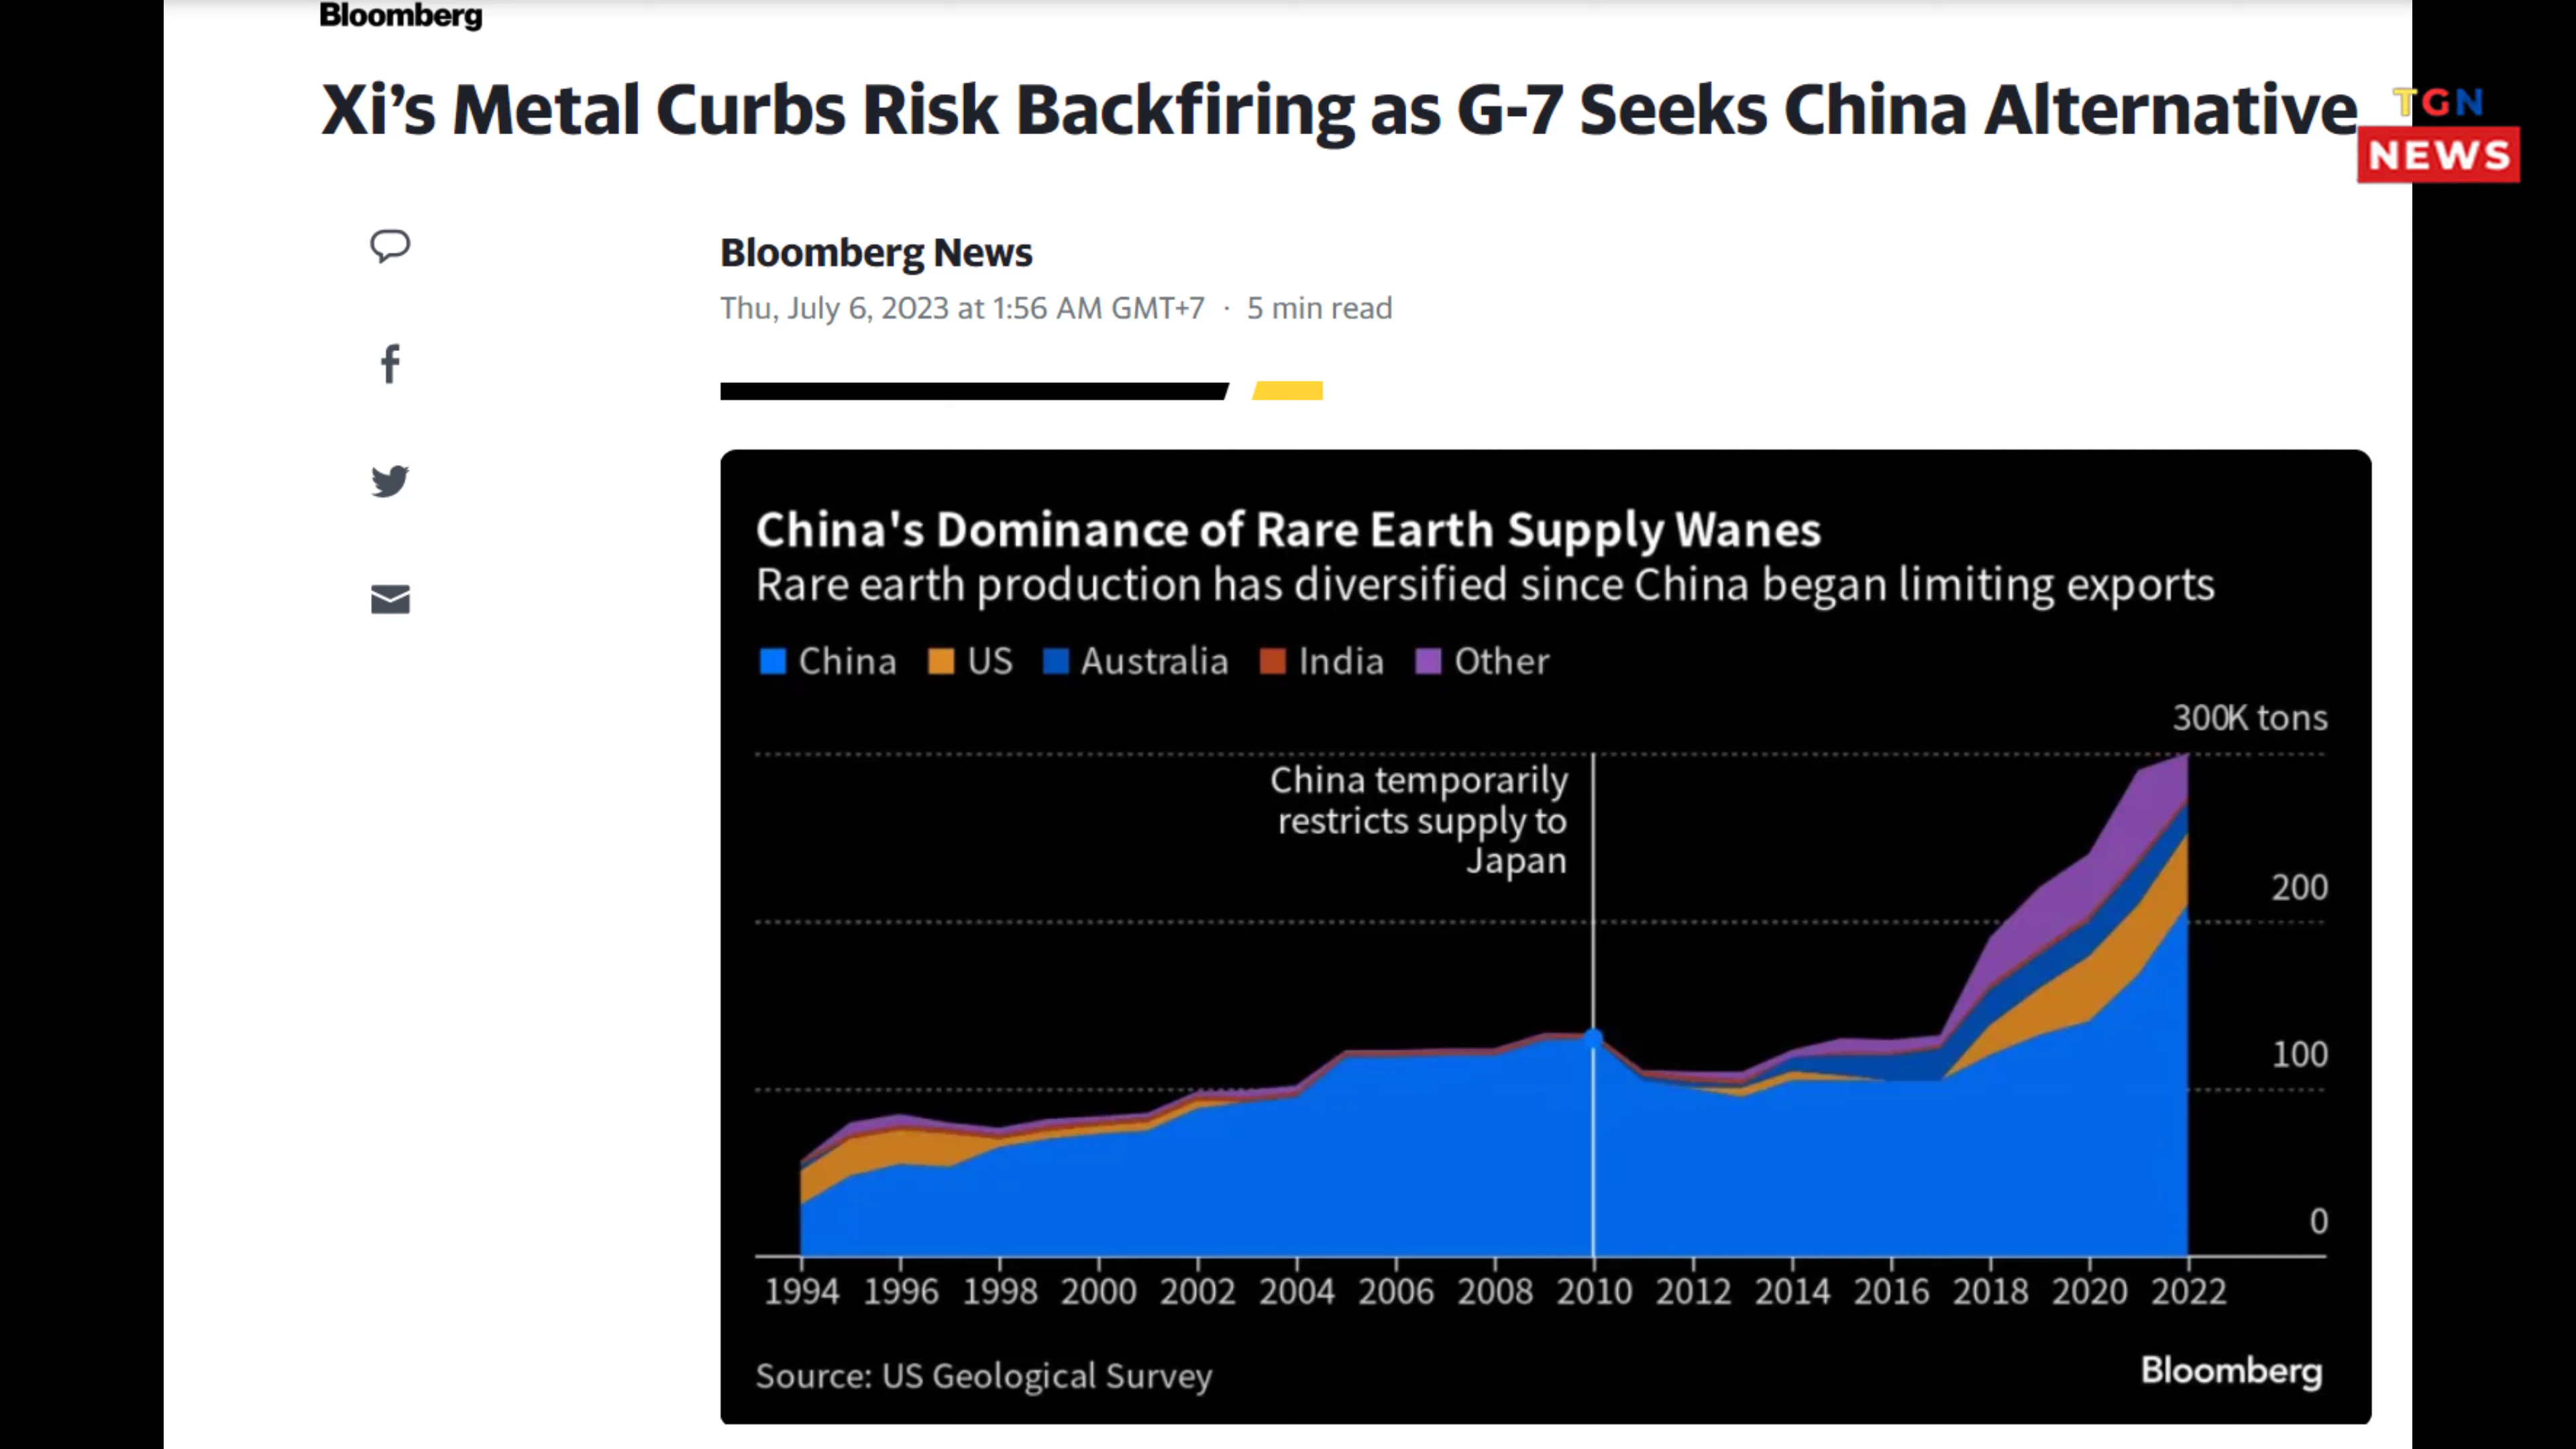 Bloomberg
Xi’s Metal Curbs Risk Backfiring as G-7 Seeks China Alternative
TGN
NEWS
Bloomberg News
Thu, July 6, 2023 at 1:56 AM GMT+7 · 5 min read
China's Dominance of Rare Earth Supply Wanes
Rare earth production has diversified since China began limiting exports
China US Australia India Other
300K tons
China temporarily
restricts supply to
Japan
200
100
0
1994 1996 1998 2000 2002 2004 2006 2008 2010 2012 2014 2016 2018 2020 2022
Source: US Geological Survey
Bloomberg